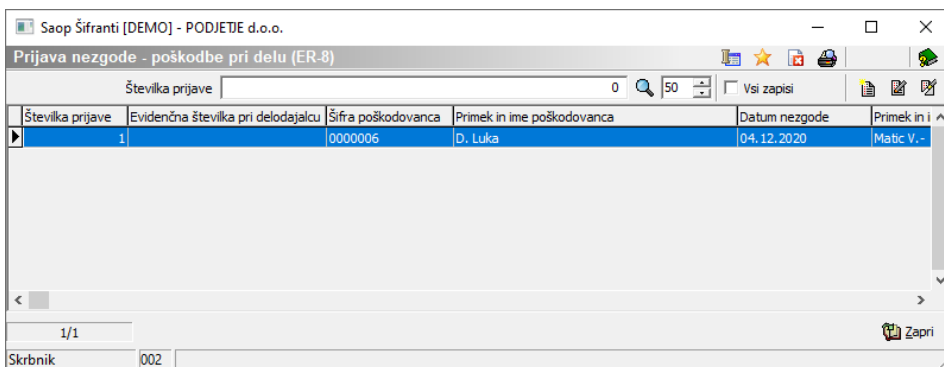 Saop Šifranti [DEMO] - PODJETJE d.o.o.
Prijava nezgode - poškodbe pri delu (ER-8)
Številka prijave 0 50 Vsi zapisi
Številka prijave Evidenčna številka pri delodajalcu Šifra poškodovanca Primek in ime poškodovanca Datum nezgode Primek in i
1 0000006 D. Luka 04.12.2020 Matic V.-
1/1 Zapri
Skrbnik 002